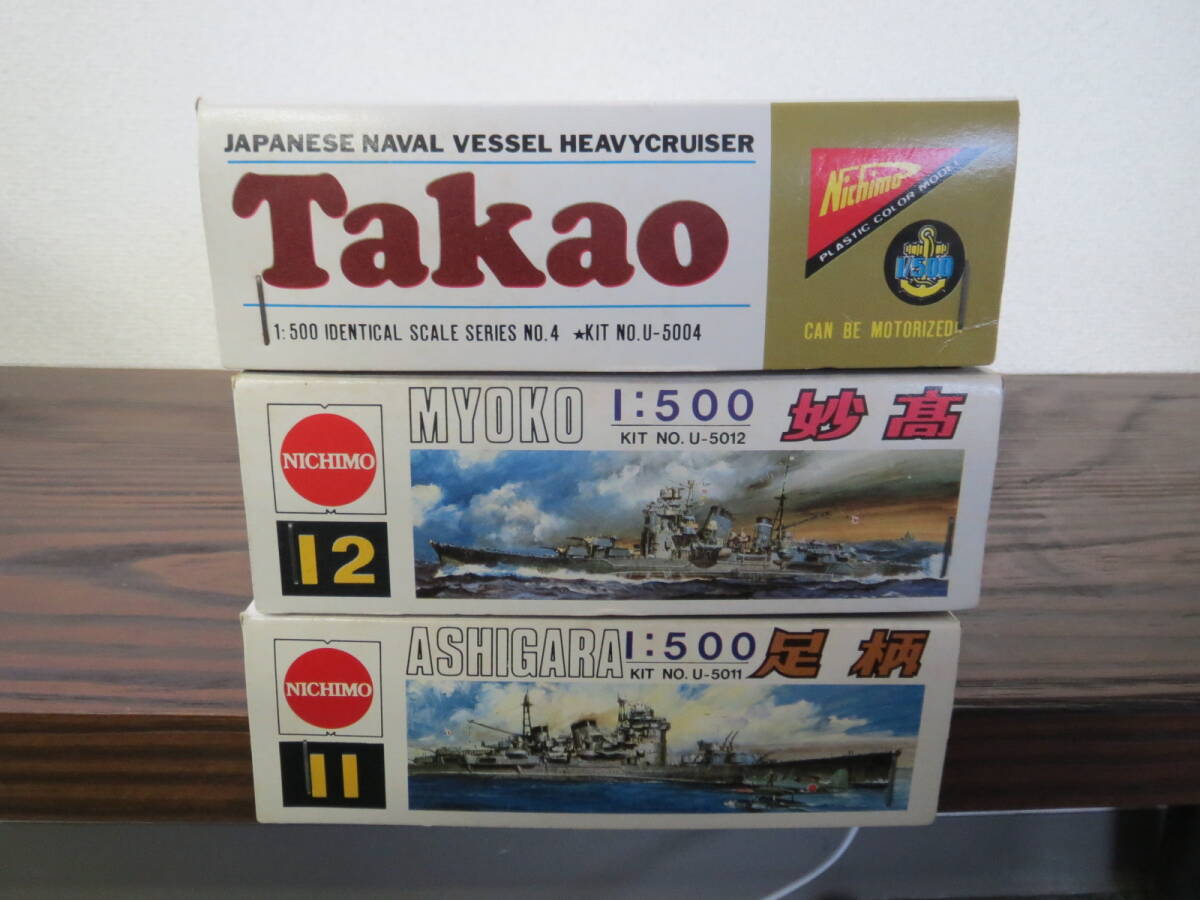 JAPANESE NAVAL VESSEL HEAVYCRUISER
Takao
1:500 IDENTICAL SCALE SERIES NO.4 ★KIT NO.U-5004
Nichimo
PLASTIC COLOR MODEL
1/500
CAN BE MOTORIZED!
NICHIMO
12
MYOKO
1:500
KIT NO. U-5012
妙高
NICHIMO
11
ASHIGARA
1:500
KIT NO. U-5011
足柄